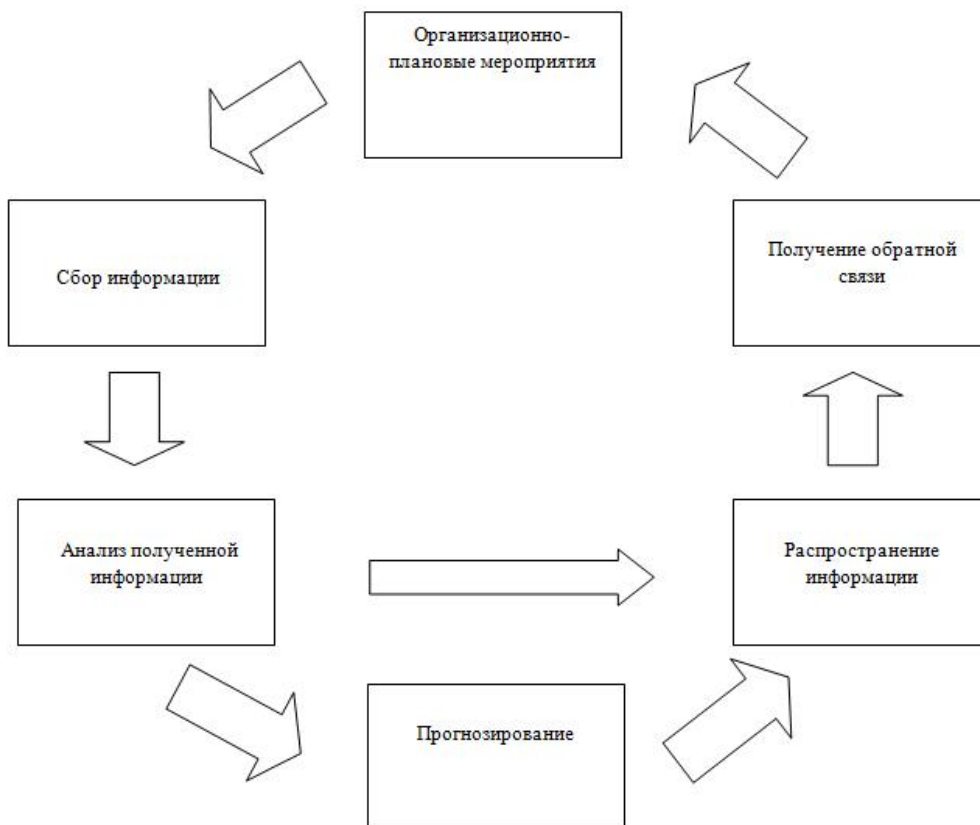 Организационно-
плановые мероприятия
Сбор информации
Получение обратной
связи
Анализ полученной
информации
Распространение
информации
Прогнозирование